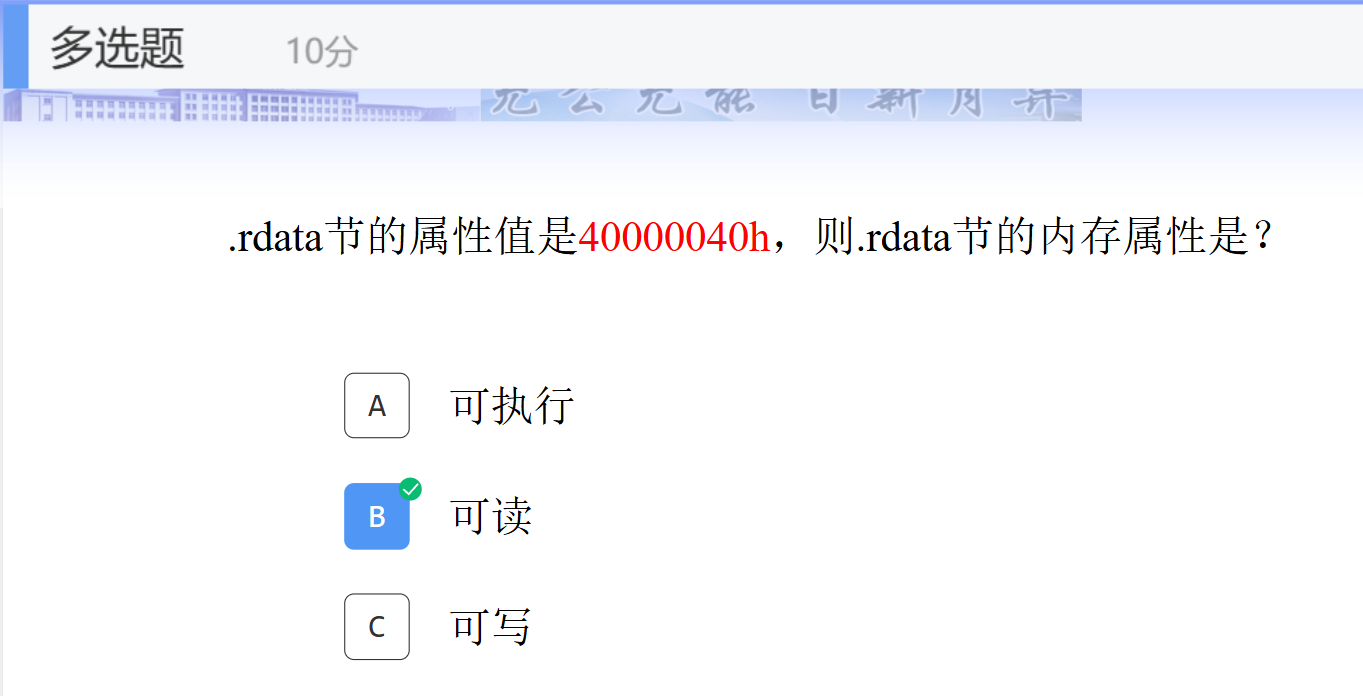 多选题 10分
.rdata节的属性值是40000040h，则.rdata节的内存属性是？
A 可执行
B 可读
C 可写